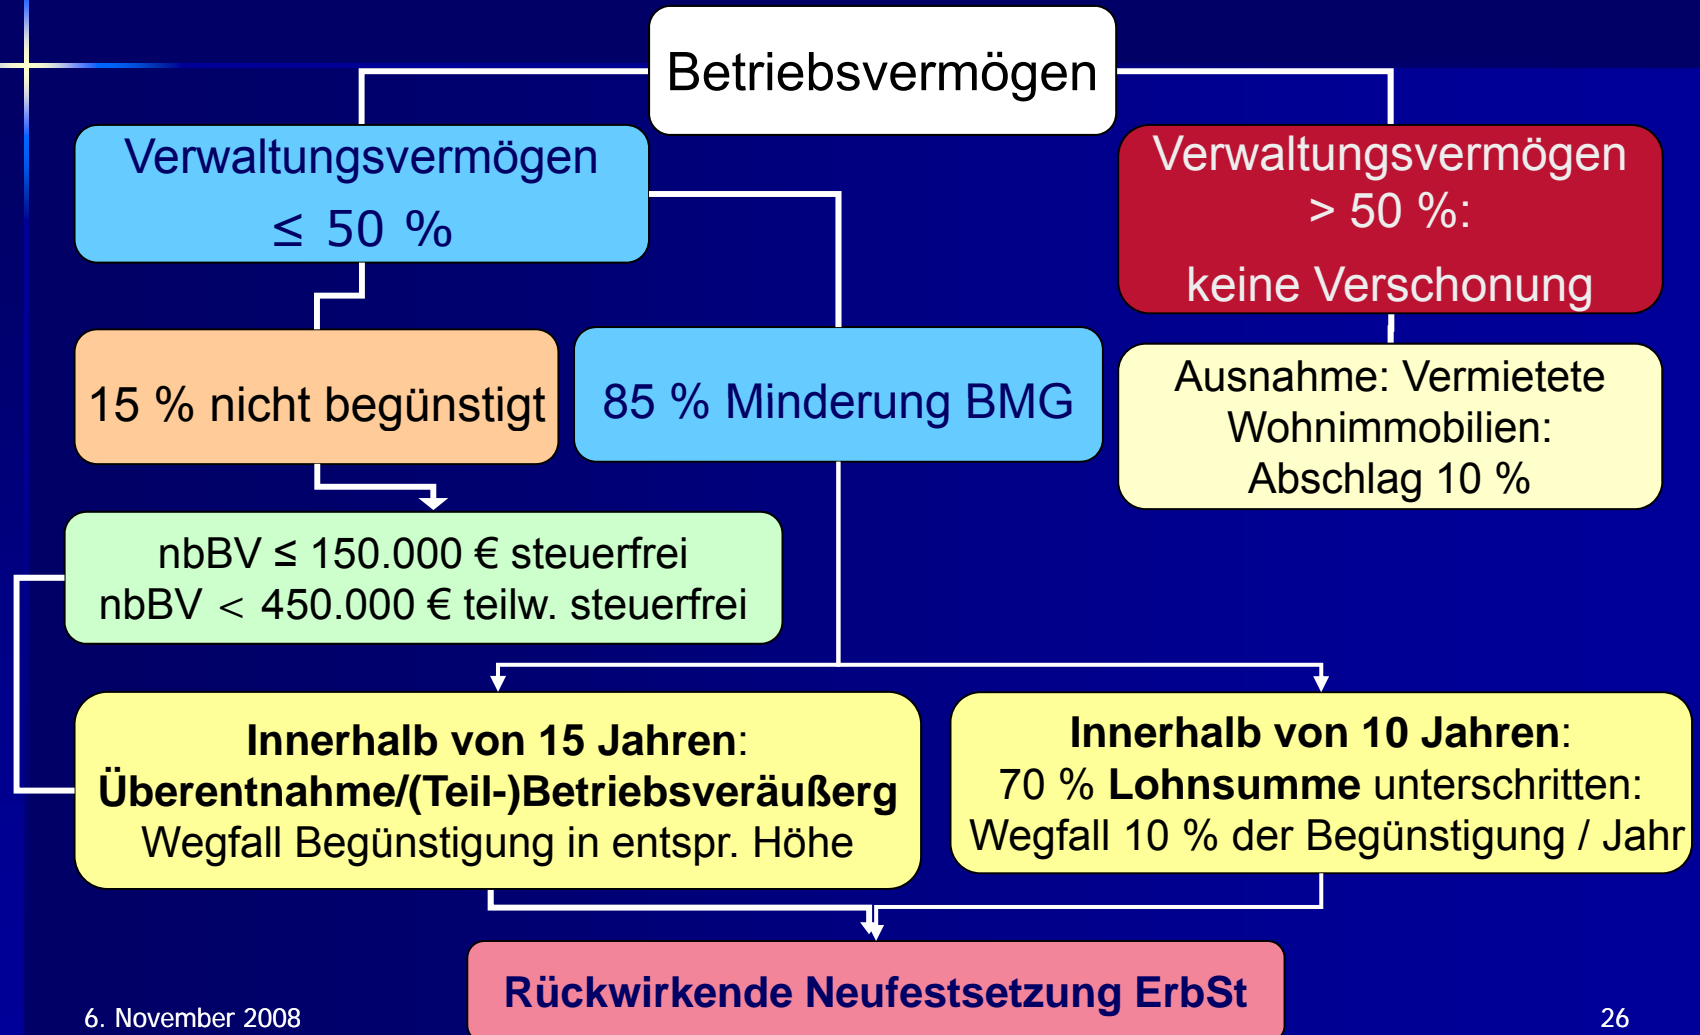 Betriebsvermögen
Verwaltungsvermögen
≤ 50 %
Verwaltungsvermögen
> 50 %:
keine Verschonung
15 % nicht begünstigt
85 % Minderung BMG
Ausnahme: Vermietete
Wohnimmobilien:
Abschlag 10 %
nbBV ≤ 150.000 € steuerfrei
nbBV < 450.000 € teilw. steuerfrei
Innerhalb von 15 Jahren:
Überentnahme/(Teil-)Betriebsveräußerg
Wegfall Begünstigung in entspr. Höhe
Innerhalb von 10 Jahren:
70 % Lohnsumme unterschritten:
Wegfall 10 % der Begünstigung / Jahr
Rückwirkende Neufestsetzung ErbSt
6. November 2008
26